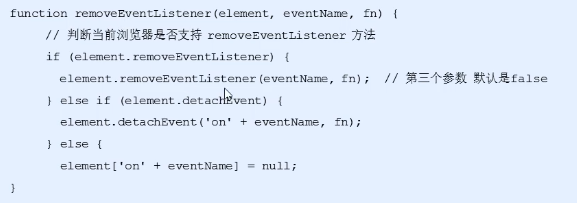 function removeEventListener(element, eventName, fn) {
// 判断当前浏览器是否支持 removeEventListener 方法
if (element.removeEventListener) {
element.removeEventListener(eventName, fn);  // 第三个参数 默认是false
} else if (element.detachEvent) {
element.detachEvent('on' + eventName, fn);
} else {
element['on' + eventName] = null;
}